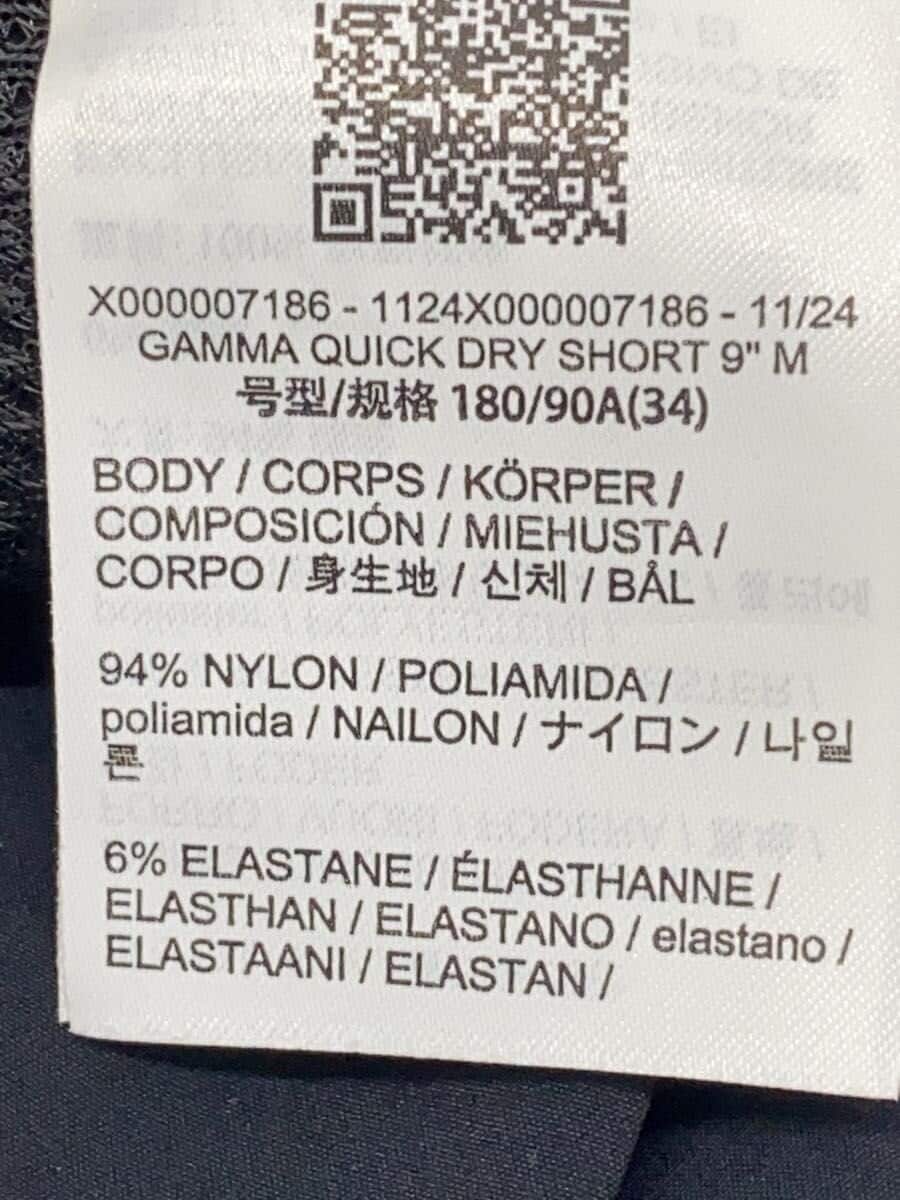 X000007186 - 1124X000007186 - 11/24
GAMMA QUICK DRY SHORT 9" M
号型/规格 180/90A(34)
BODY / CORPS / KÖRPER /
COMPOSICIÓN / MIEHUSTA /
CORPO / 身生地 / 신체 / BÅL
94% NYLON / POLIAMIDA /
poliamida / NAILON / ナイロン / 나일
론
6% ELASTANE / ÉLASTHANNE /
ELASTHAN / ELASTANO / elastano /
ELASTAANI / ELASTAN /